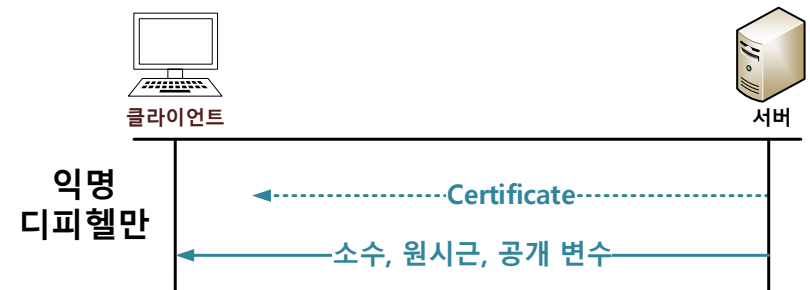 클라이언트
서버
익명
디피헬만
Certificate
소수, 원시근, 공개 변수